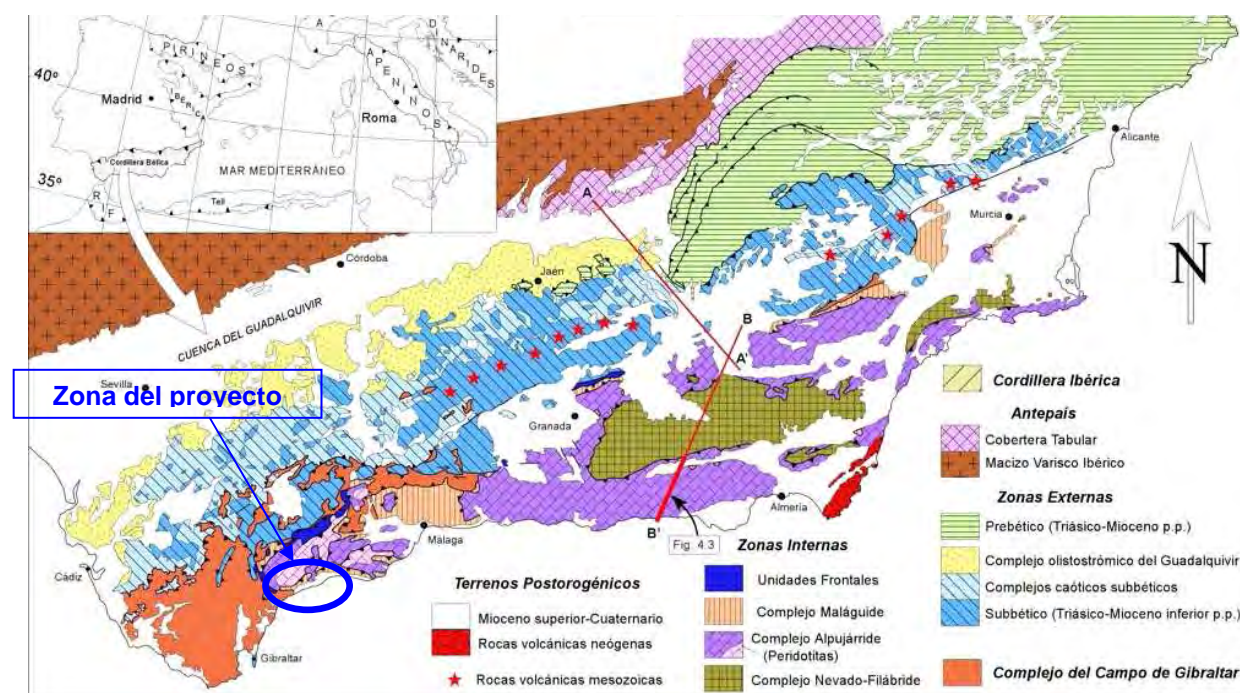 PIRINEOS
APENINOS
DINARIDES
A
40º
IBÉRICA
Madrid
Roma
Cordillera Bética
MAR MEDITERRÁNEO
35º
RIF
Tell
Alicante
A
Murcia
N
Córdoba
Jaén
CUENCA DEL GUADALQUIVIR
B
A'
Sevilla
Zona del proyecto
Granada
Cordillera Ibérica
Antepaís
Cobertera Tabular
Macizo Varisco Ibérico
Almería
Málaga
B'
Fig. 4.3
Cádiz
Gibraltar
Terrenos Postorogénicos
Mioceno superior-Cuaternario
Rocas volcánicas neógenas
Rocas volcánicas mesozoicas
Zonas Internas
Unidades Frontales
Complejo Maláguide
Complejo Alpujárride
(Peridotitas)
Complejo Nevado-Filábride
Zonas Externas
Prebético (Triásico-Mioceno p.p.)
Complejo olistostrómico del Guadalquivir
Complejos caóticos subbéticos
Subbético (Triásico-Mioceno inferior p.p.)
Complejo del Campo de Gibraltar